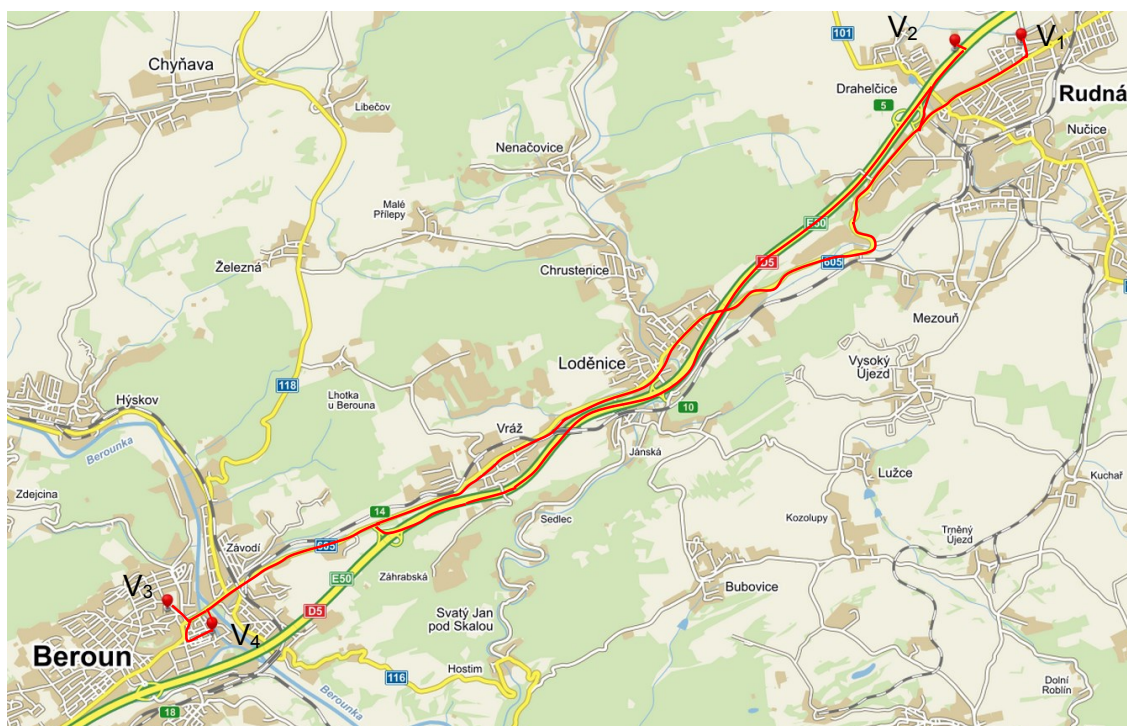 V2
V1
101
Chyňava
Drahelčice
Rudná
Libečov
5
Nučice
Nenačovice
Malé
Přílepy
E50
Železná
Chrustenice
D5
605
Mezouň
Loděnice
Vysoký
Újezd
118
Hýskov
Lhotka
u Berouna
10
Vráž
Berounka
Jánská
Lužce
Kuchař
Zdejcina
14
Sedlec
Kozolupy
Trněný
Újezd
Závodí
605
E50
Záhrabská
V3
Bubovice
D5
Svatý Jan
pod Skalou
V4
Beroun
Hostim
116
Berounka
Dolní
Roblín
18